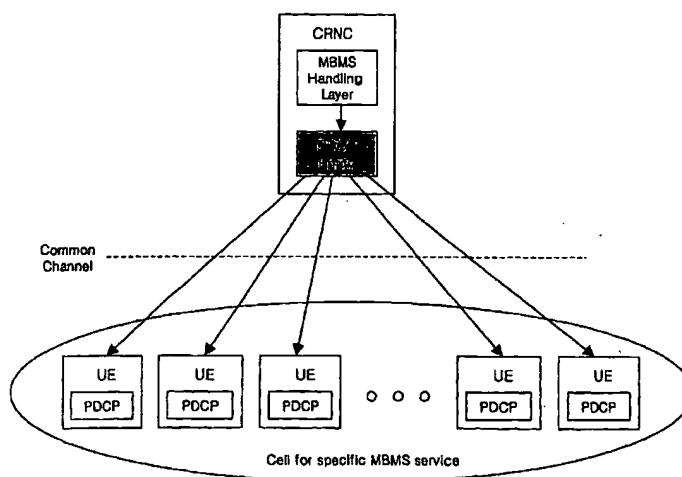 CRNC
MBMS
Handling
Layer
Common
Channel
UE
UE
UE
UE
UE
PDCP
PDCP
PDCP
PDCP
PDCP
Cell for specific MBMS service